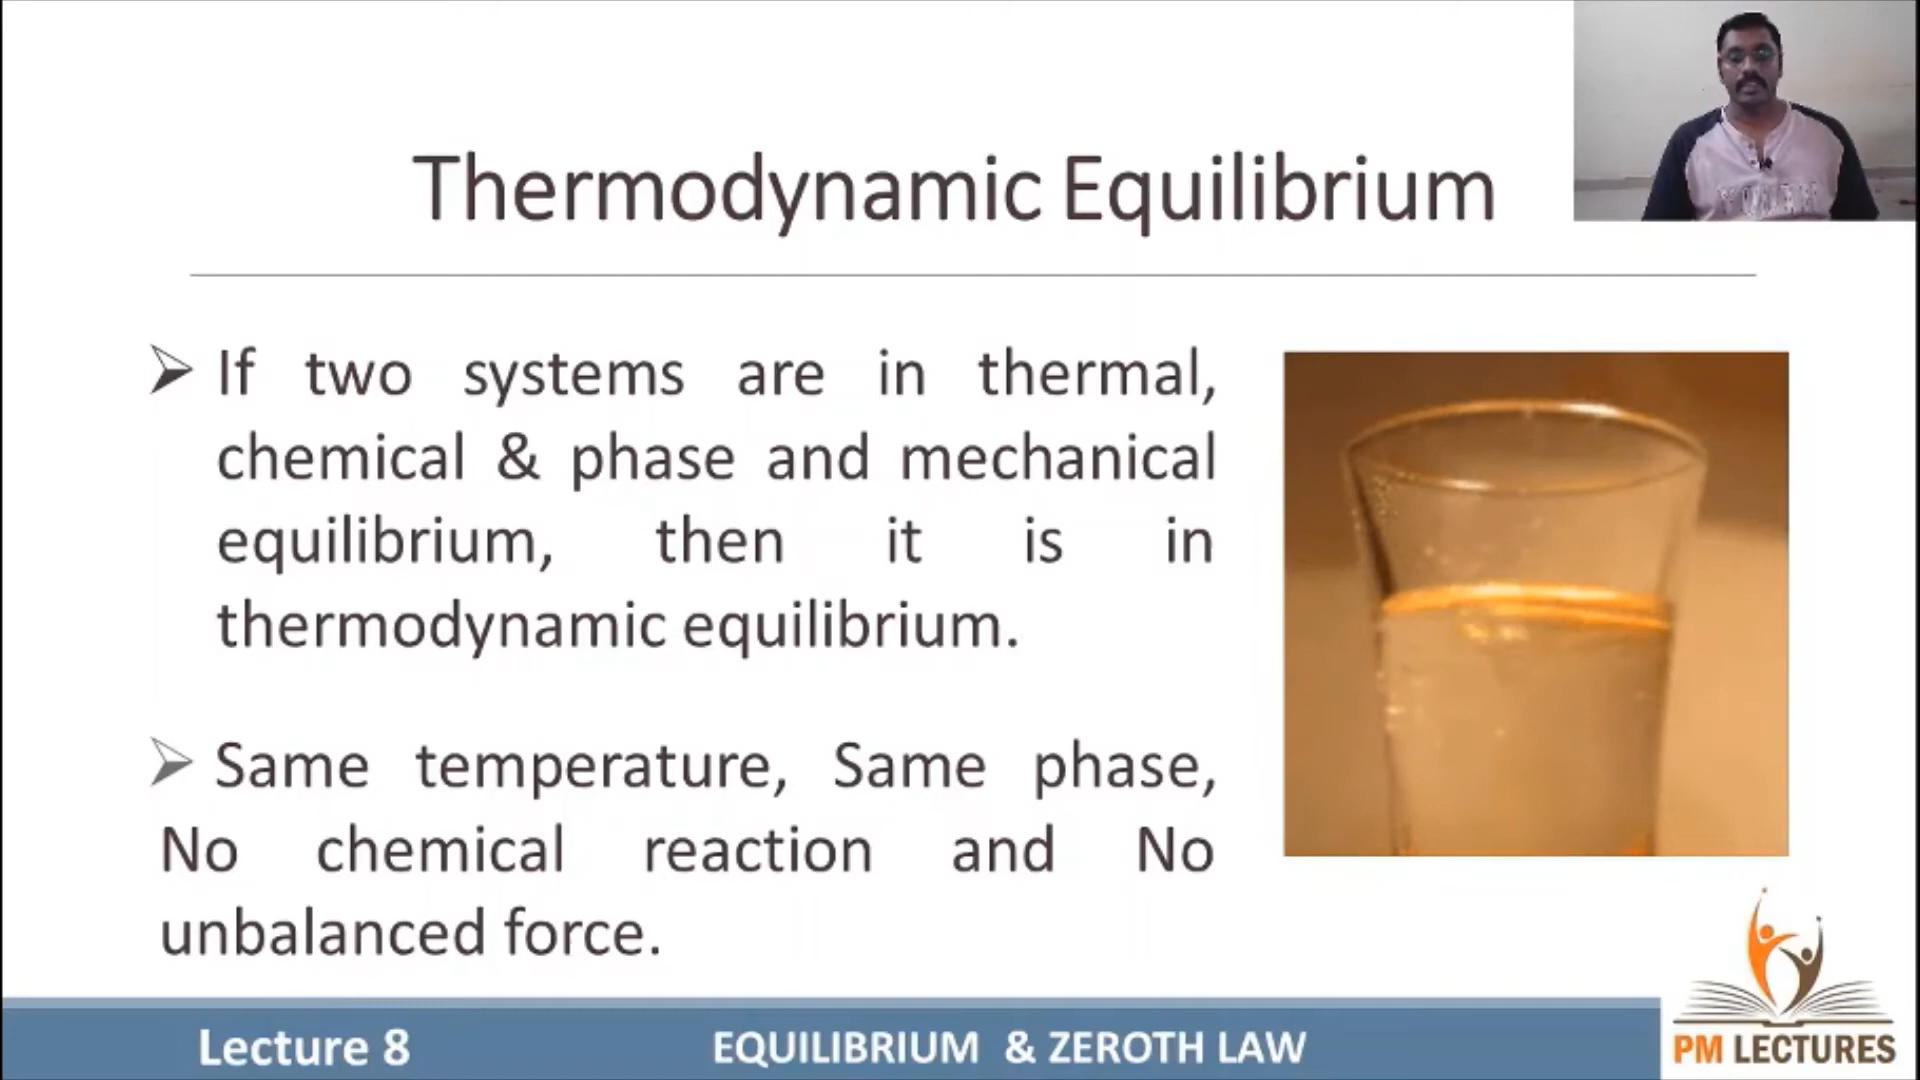 Thermodynamic Equilibrium
If two systems are in thermal,
chemical & phase and mechanical
equilibrium, then it is in
thermodynamic equilibrium.
Same temperature, Same phase,
No chemical reaction and No
unbalanced force.
Lecture 8
EQUILIBRIUM & ZEROTH LAW
PM LECTURES